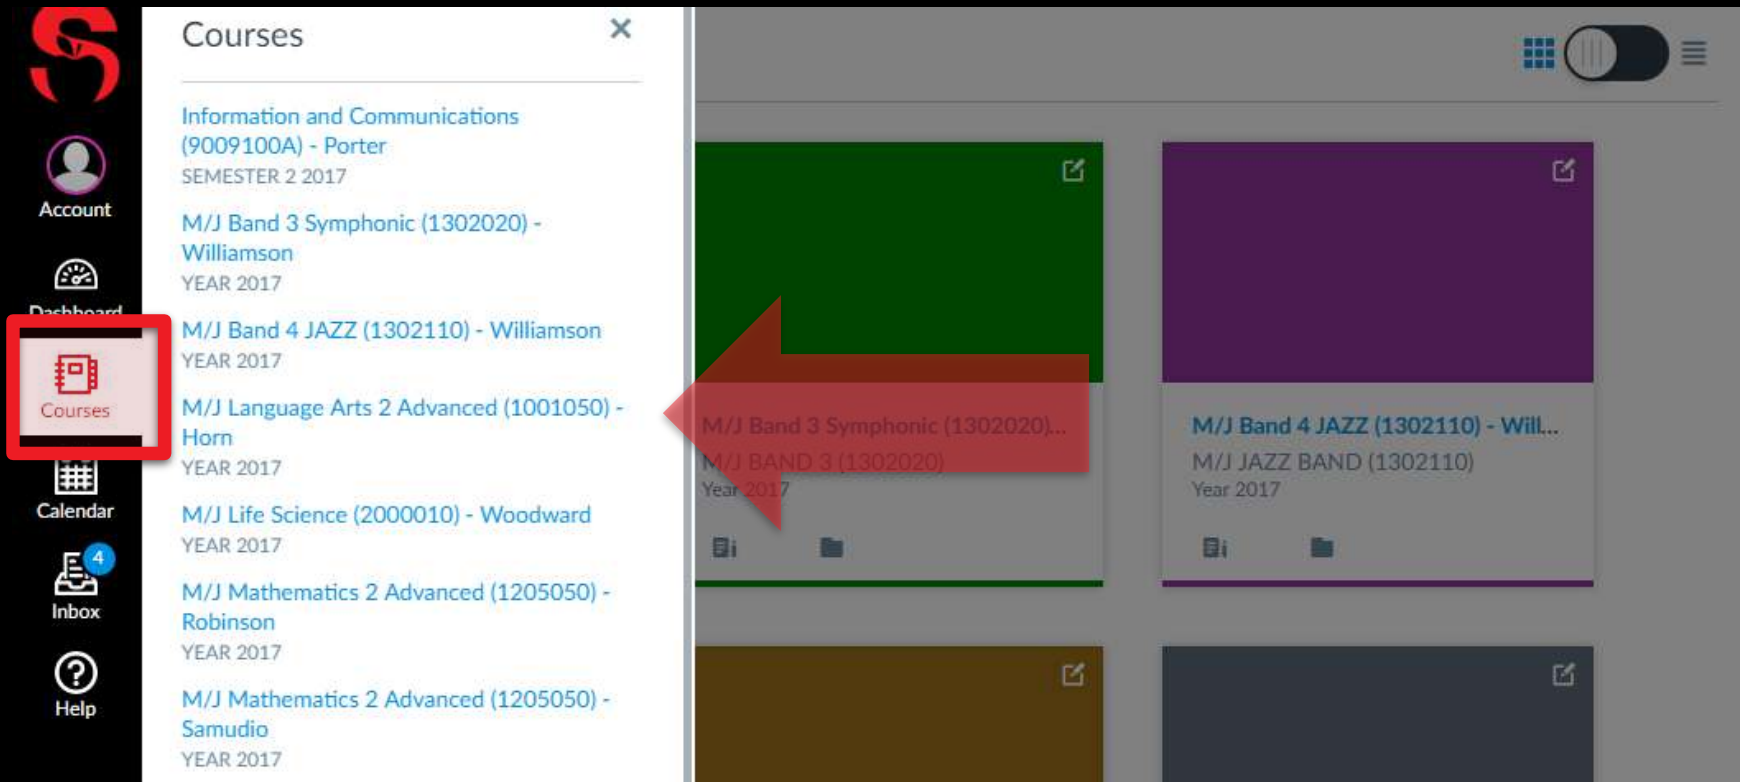 Courses
Information and Communications
(9009100A) - Porter
SEMESTER 2 2017
M/J Band 3 Symphonic (1302020) -
Williamson
YEAR 2017
M/J Band 4 JAZZ (1302110) - Williamson
YEAR 2017
M/J Language Arts 2 Advanced (1001050) -
Horn
YEAR 2017
M/J Life Science (2000010) - Woodward
YEAR 2017
M/J Mathematics 2 Advanced (1205050) -
Robinson
YEAR 2017
M/J Mathematics 2 Advanced (1205050) -
Samudio
YEAR 2017
Account
Dashboard
Courses
Calendar
4
Inbox
Help
M/J Band 3 Symphonic (1302020)...
M/J BAND 3 (1302020)
Year 2017
M/J Band 4 JAZZ (1302110) - Will...
M/J JAZZ BAND (1302110)
Year 2017